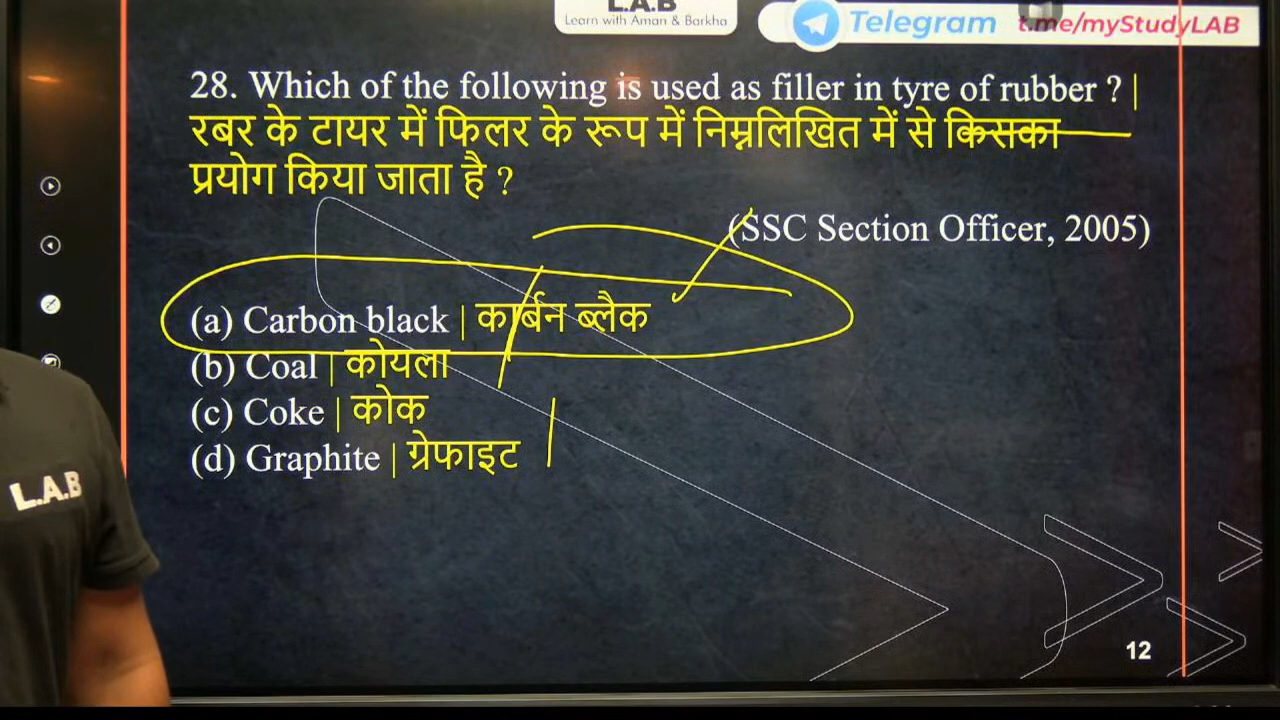 L.A.B
Learn with Aman & Barkha
Telegram t.me/myStudyLAB
28. Which of the following is used as filler in tyre of rubber ? |
रबर के टायर में फिलर के रूप में निम्नलिखित में से किसका
प्रयोग किया जाता है ?
(SSC Section Officer, 2005)
(a) Carbon black | कार्बन ब्लैक
(b) Coal | कोयला
(c) Coke | कोक
(d) Graphite | ग्रेफाइट
L.A.B
12